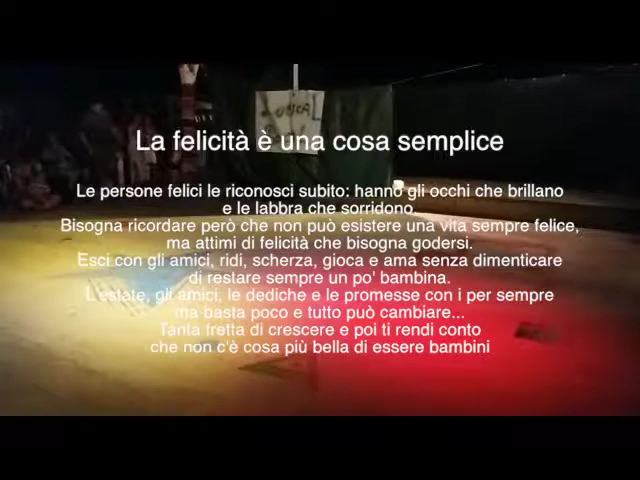 LUSICAL
La felicità è una cosa semplice
Le persone felici le riconosci subito: hanno gli occhi che brillano
e le labbra che sorridono.
Bisogna ricordare però che non può esistere una vita sempre felice,
ma attimi di felicità che bisogna godersi.
Esci con gli amici, ridi, scherza, gioca e ama senza dimenticare
di restare sempre un po' bambina.
L'estate, gli amici, le dediche e le promesse con i per sempre
ma basta poco e tutto può cambiare...
Tanta fretta di crescere e poi ti rendi conto
che non c'è cosa più bella di essere bambini